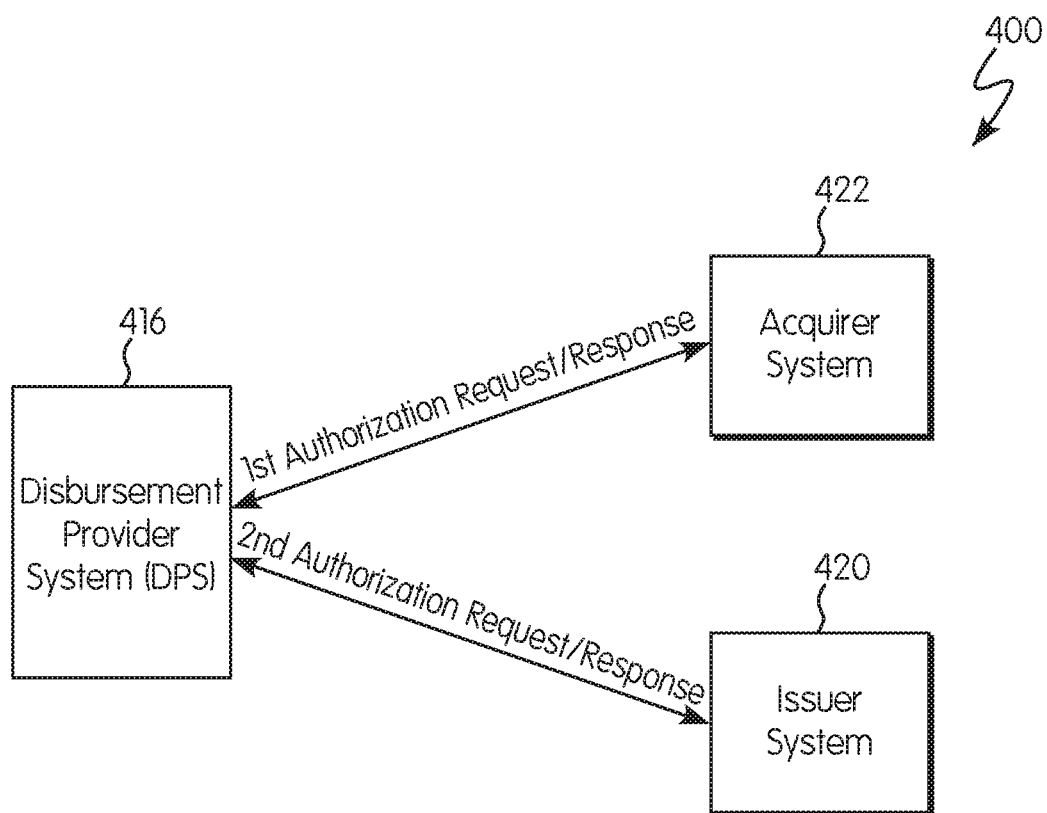 400
422
Acquirer
System
416
1st Authorization Request/Response
Disbursement
Provider
System (DPS)
2nd Authorization Request/Response
420
Issuer
System